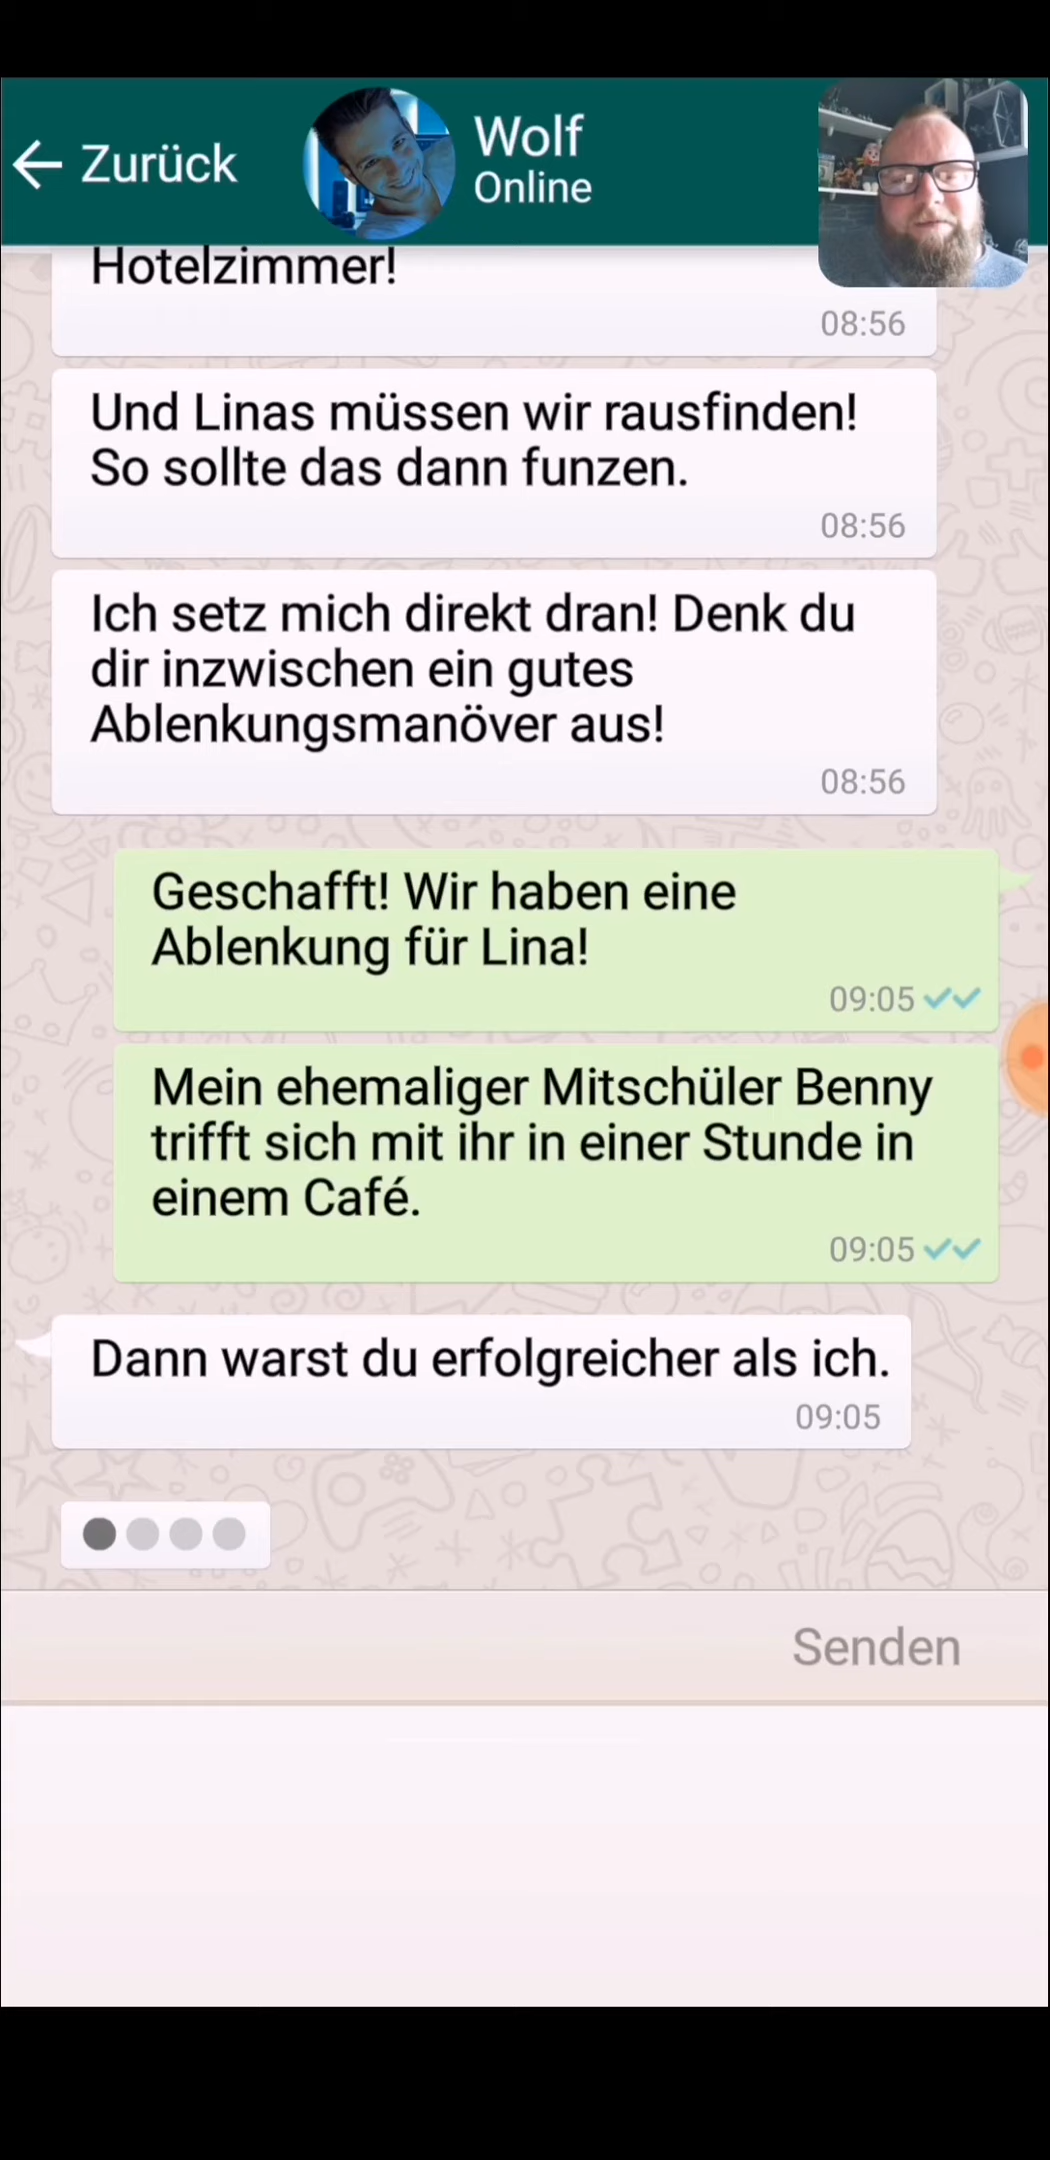 Zurück
Wolf
Online
Hotelzimmer!
08:56
Und Linas müssen wir rausfinden!
So sollte das dann funzen.
08:56
Ich setz mich direkt dran! Denk du
dir inzwischen ein gutes
Ablenkungsmanöver aus!
08:56
Geschafft! Wir haben eine
Ablenkung für Lina!
09:05
Mein ehemaliger Mitschüler Benny
trifft sich mit ihr in einer Stunde in
einem Café.
09:05
Dann warst du erfolgreicher als ich.
09:05
Senden